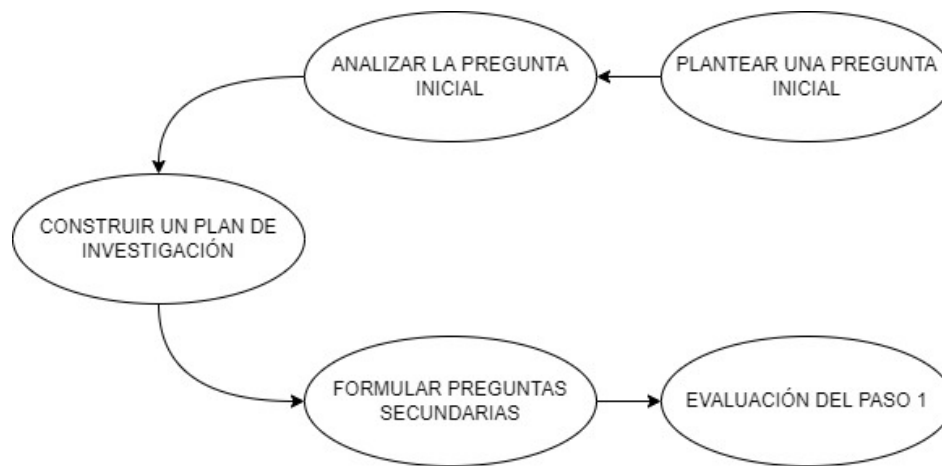 PLANTEAR UNA PREGUNTA
INICIAL
ANALIZAR LA PREGUNTA
INICIAL
CONSTRUIR UN PLAN DE
INVESTIGACIÓN
FORMULAR PREGUNTAS
SECUNDARIAS
EVALUACIÓN DEL PASO 1